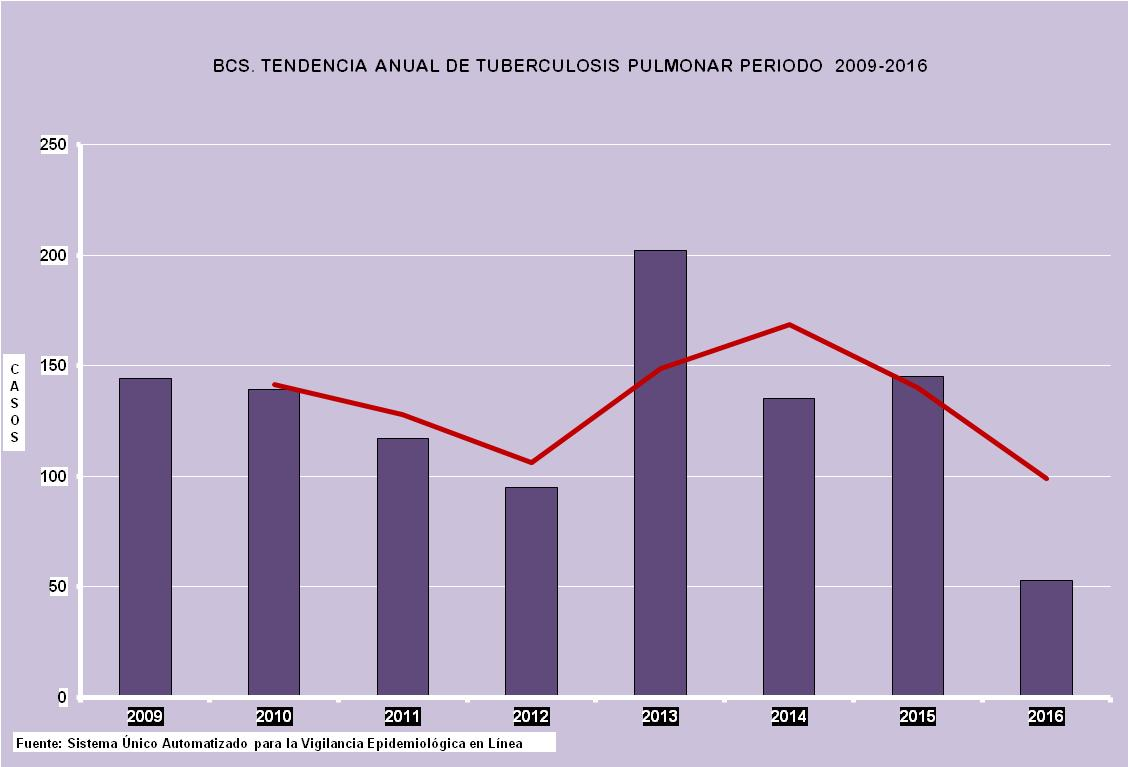 BCS. TENDENCIA ANUAL DE TUBERCULOSIS PULMONAR PERIODO 2009-2016
250
200
150
100
50
0
C
A
S
O
S
2009 2010 2011 2012 2013 2014 2015 2016
Fuente: Sistema Único Automatizado para la Vigilancia Epidemiológica en Línea